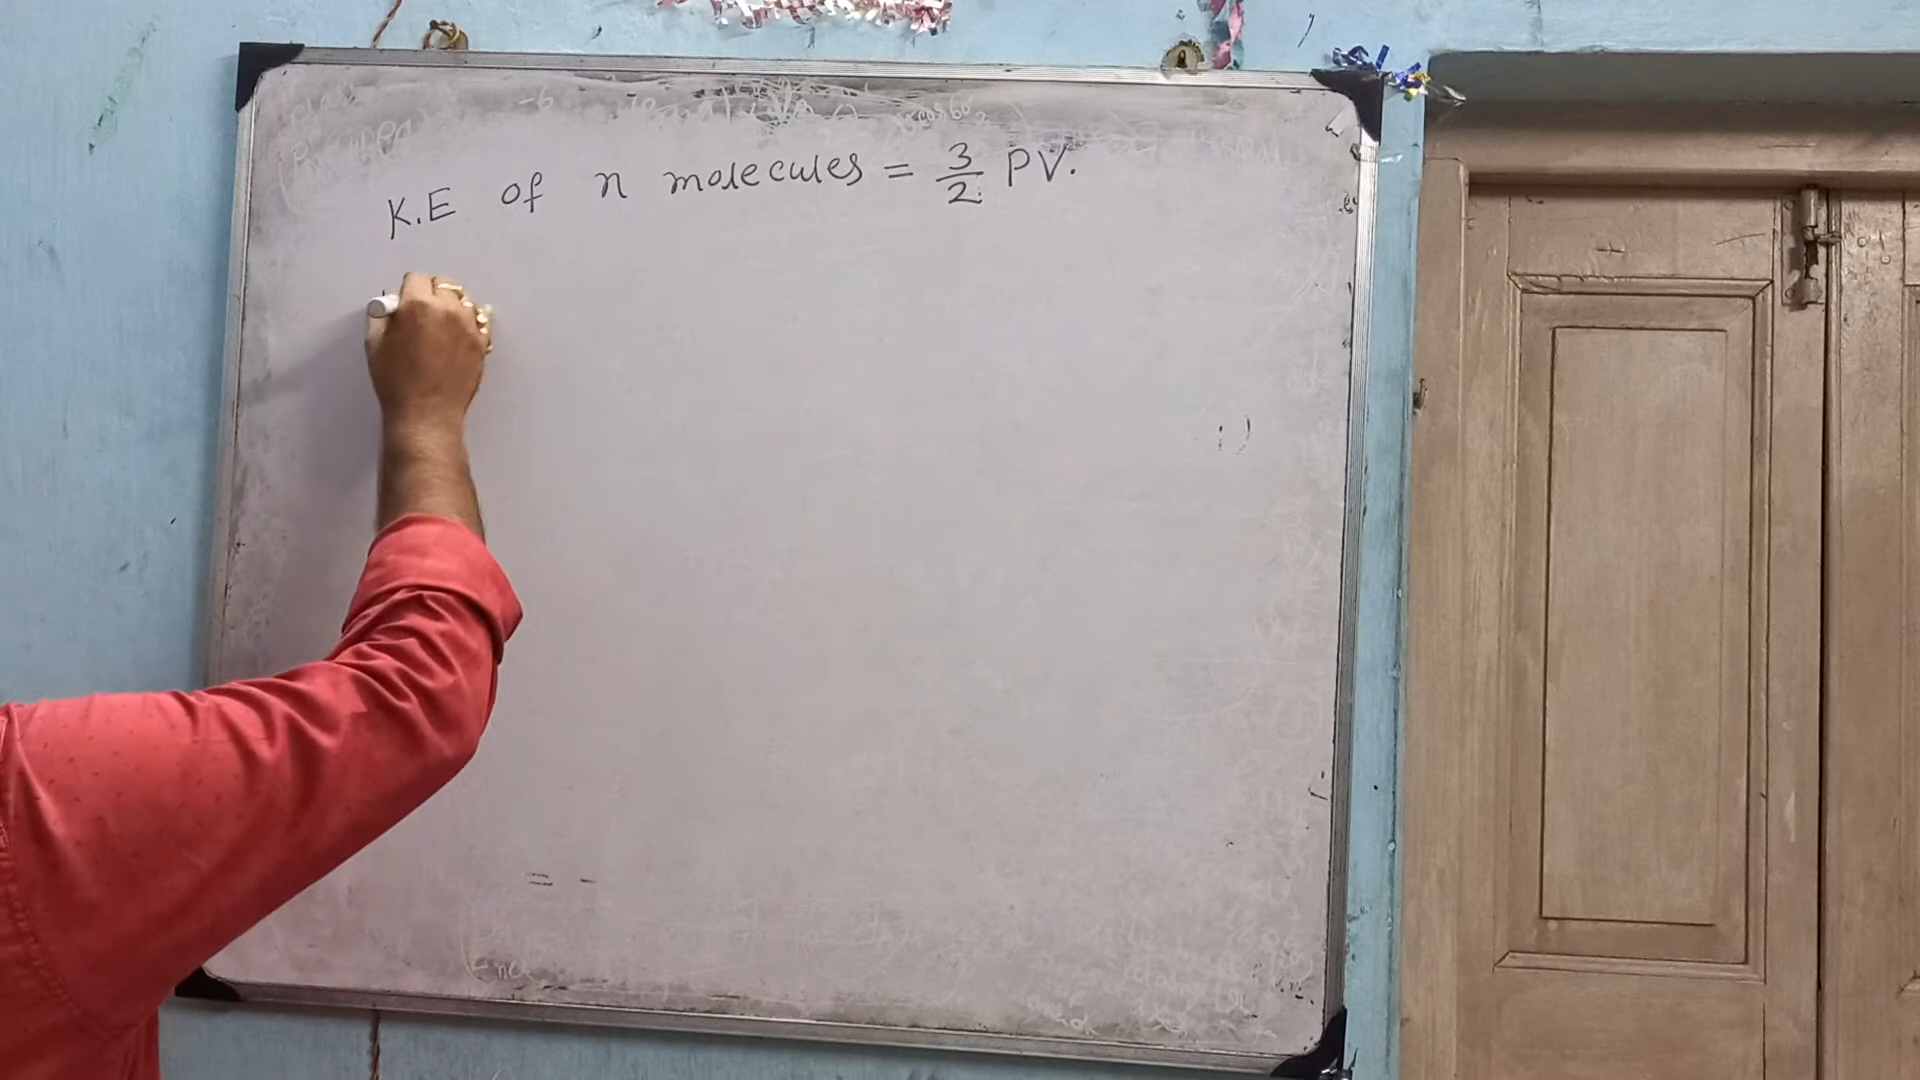 K.E of n molecules = 3/2 PV.